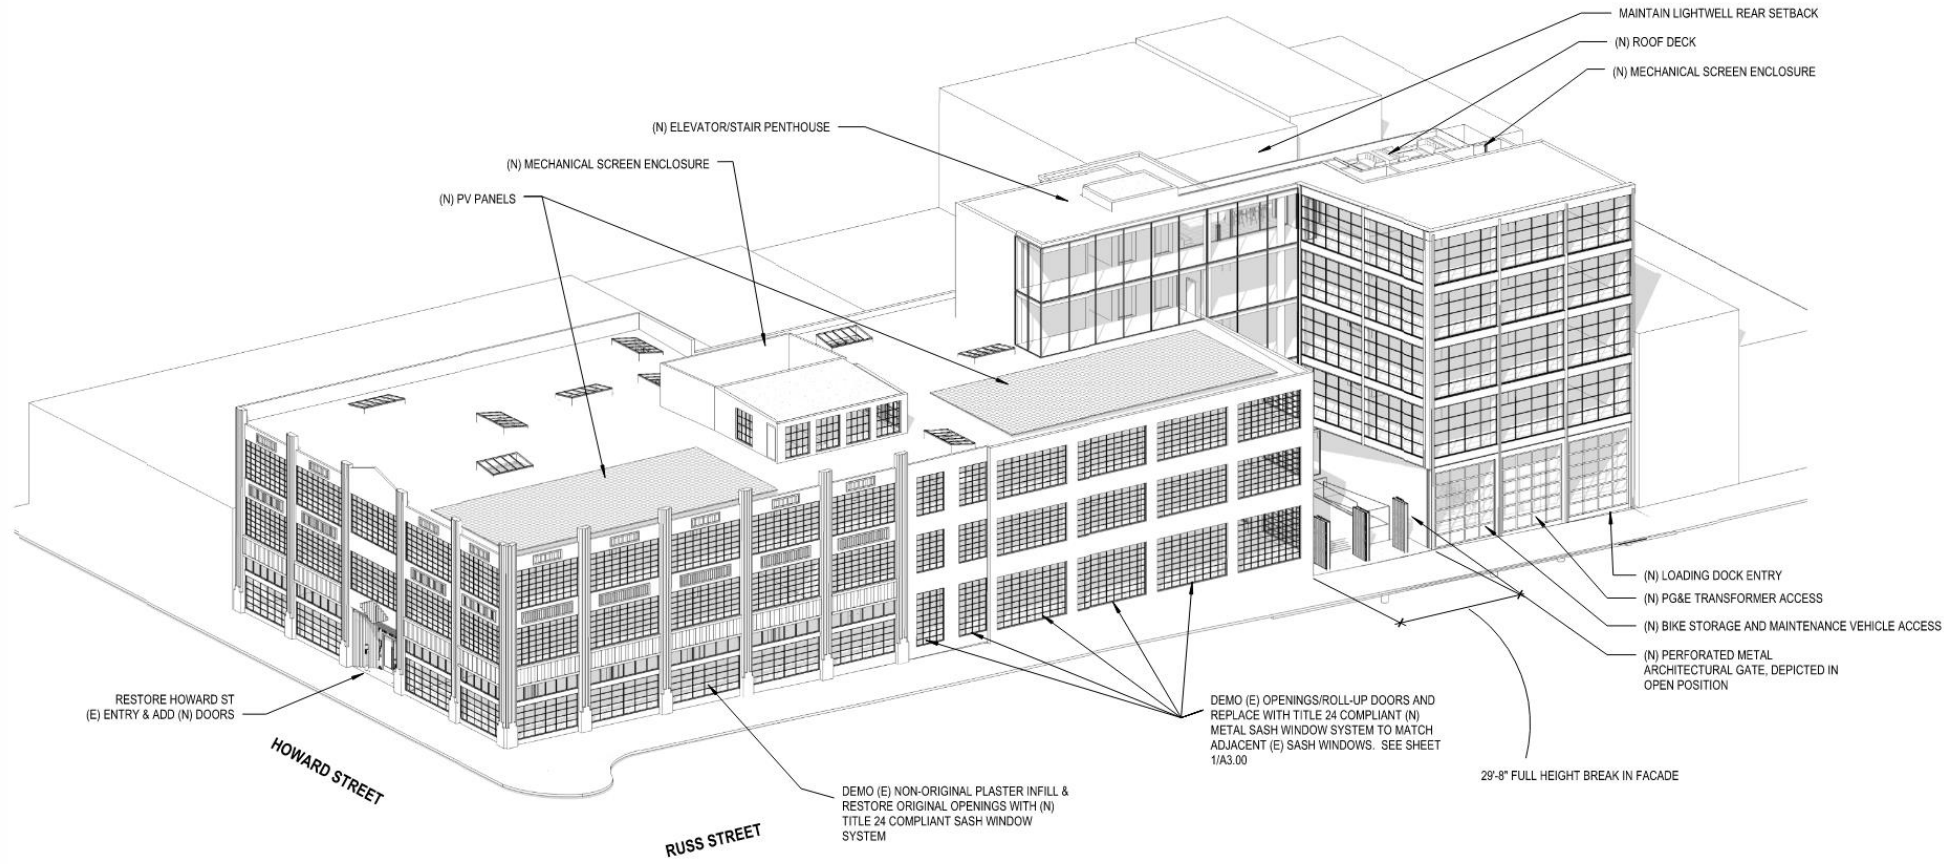 MAINTAIN LIGHTWELL REAR SETBACK
(N) ROOF DECK
(N) MECHANICAL SCREEN ENCLOSURE
(N) ELEVATOR/STAIR PENTHOUSE
(N) MECHANICAL SCREEN ENCLOSURE
(N) PV PANELS
(N) LOADING DOCK ENTRY
(N) PG&E TRANSFORMER ACCESS
(N) BIKE STORAGE AND MAINTENANCE VEHICLE ACCESS
(N) PERFORATED METAL
ARCHITECTURAL GATE, DEPICTED IN
OPEN POSITION
RESTORE HOWARD ST
(E) ENTRY & ADD (N) DOORS
HOWARD STREET
DEMO (E) OPENINGS/ROLL-UP DOORS AND
REPLACE WITH TITLE 24 COMPLIANT (N)
METAL SASH WINDOW SYSTEM TO MATCH
ADJACENT (E) SASH WINDOWS. SEE SHEET
1/A3.00
29'-8" FULL HEIGHT BREAK IN FACADE
DEMO (E) NON-ORIGINAL PLASTER INFILL &
RESTORE ORIGINAL OPENINGS WITH (N)
TITLE 24 COMPLIANT SASH WINDOW
SYSTEM
RUSS STREET